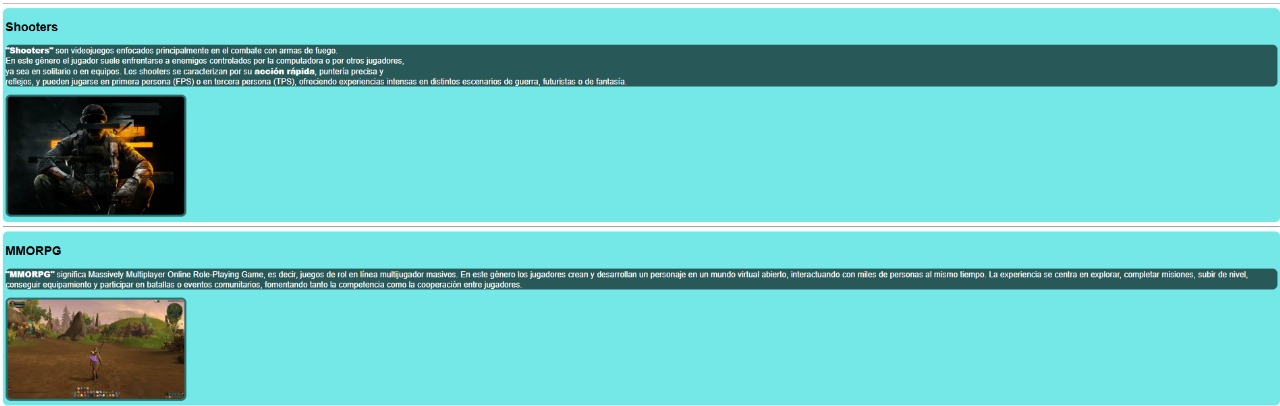 Shooters
"Shooters" son videojuegos enfocados principalmente en el combate con armas de fuego.
En este género el jugador suele enfrentarse a enemigos controlados por la computadora o por otros jugadores,
ya sea en solitario o en equipos. Los shooters se caracterizan por su acción rápida, puntería precisa y
reflejos, y pueden jugarse en primera persona (FPS) o en tercera persona (TPS), ofreciendo experiencias intensas en distintos escenarios de guerra, futuristas o de fantasía.
MMORPG
"MMORPG" significa Massively Multiplayer Online Role-Playing Game, es decir, juegos de rol en línea multijugador masivos. En este género los jugadores crean y desarrollan un personaje en un mundo virtual abierto, interactuando con miles de personas al mismo tiempo. La experiencia se centra en explorar, completar misiones, subir de nivel,
conseguir equipamiento y participar en batallas o eventos comunitarios, fomentando tanto la competencia como la cooperación entre jugadores.